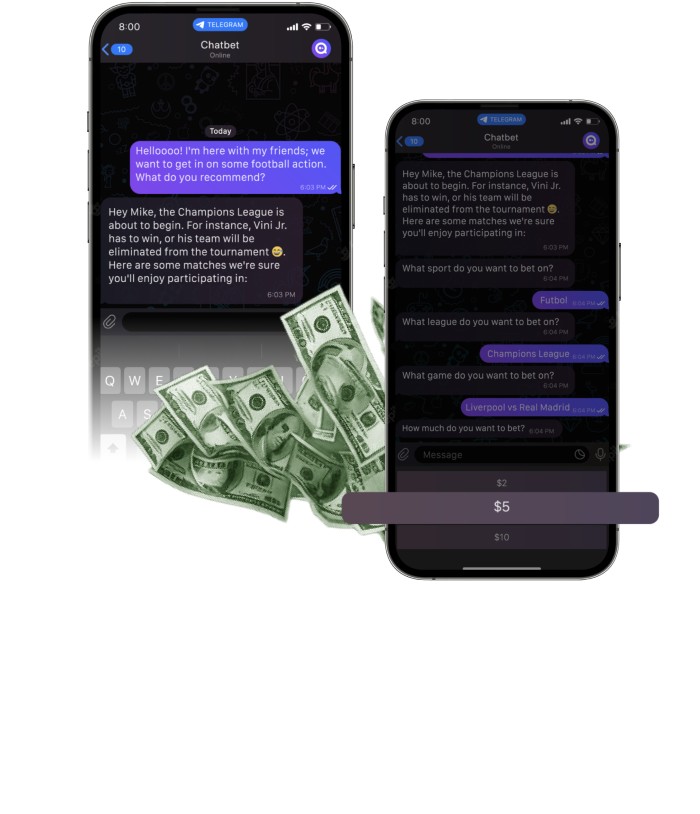 8:00
TELEGRAM
10
Chatbet
Online
Today
Helloooo! I'm here with my friends; we
want to get in on some football action.
What do you recommend?
6:03 PM
Hey Mike, the Champions League is
about to begin. For instance, Vini Jr.
has to win, or his team will be
eliminated from the tournament 😅.
Here are some matches we're sure
you'll enjoy participating in:
6:03 PM
Q W E
A S
8:00
TELEGRAM
10
Chatbet
Online
Hey Mike, the Champions League is
about to begin. For instance, Vini Jr.
has to win, or his team will be
eliminated from the tournament 😅.
Here are some matches we're sure
you'll enjoy participating in:
6:03 PM
What sport do you want to bet on?
6:04 PM
Futbol 6:04 PM
What league do you want to bet on?
6:04 PM
Champions League 6:04 PM
What game do you want to bet on?
6:04 PM
Liverpool vs Real Madrid 6:04 PM
How much do you want to bet? 6:04 PM
Message
$2
$5
$10